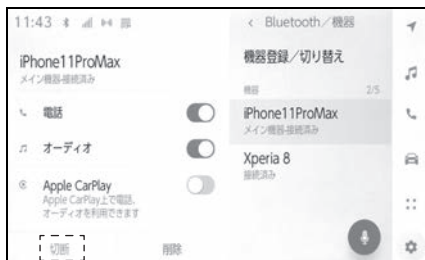 11:43
iPhone11ProMax
メイン機器-接続済み
電話
オーディオ
Apple CarPlay
Apple CarPlay上で電話、
オーディオを利用できます
切断 削除
< Bluetooth／機器
機器登録／切り替え
機器 2/5
iPhone11ProMax
メイン機器-接続済み
Xperia 8
接続済み